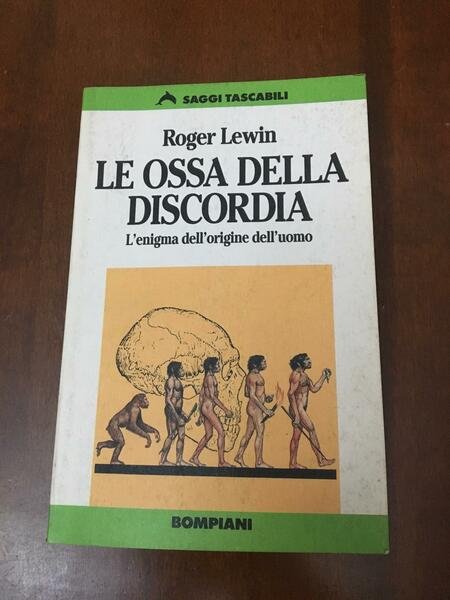 SAGGI TASCABILI
Roger Lewin
LE OSSA DELLA
DISCORDIA
L'enigma dell'origine dell'uomo
BOMPIANI